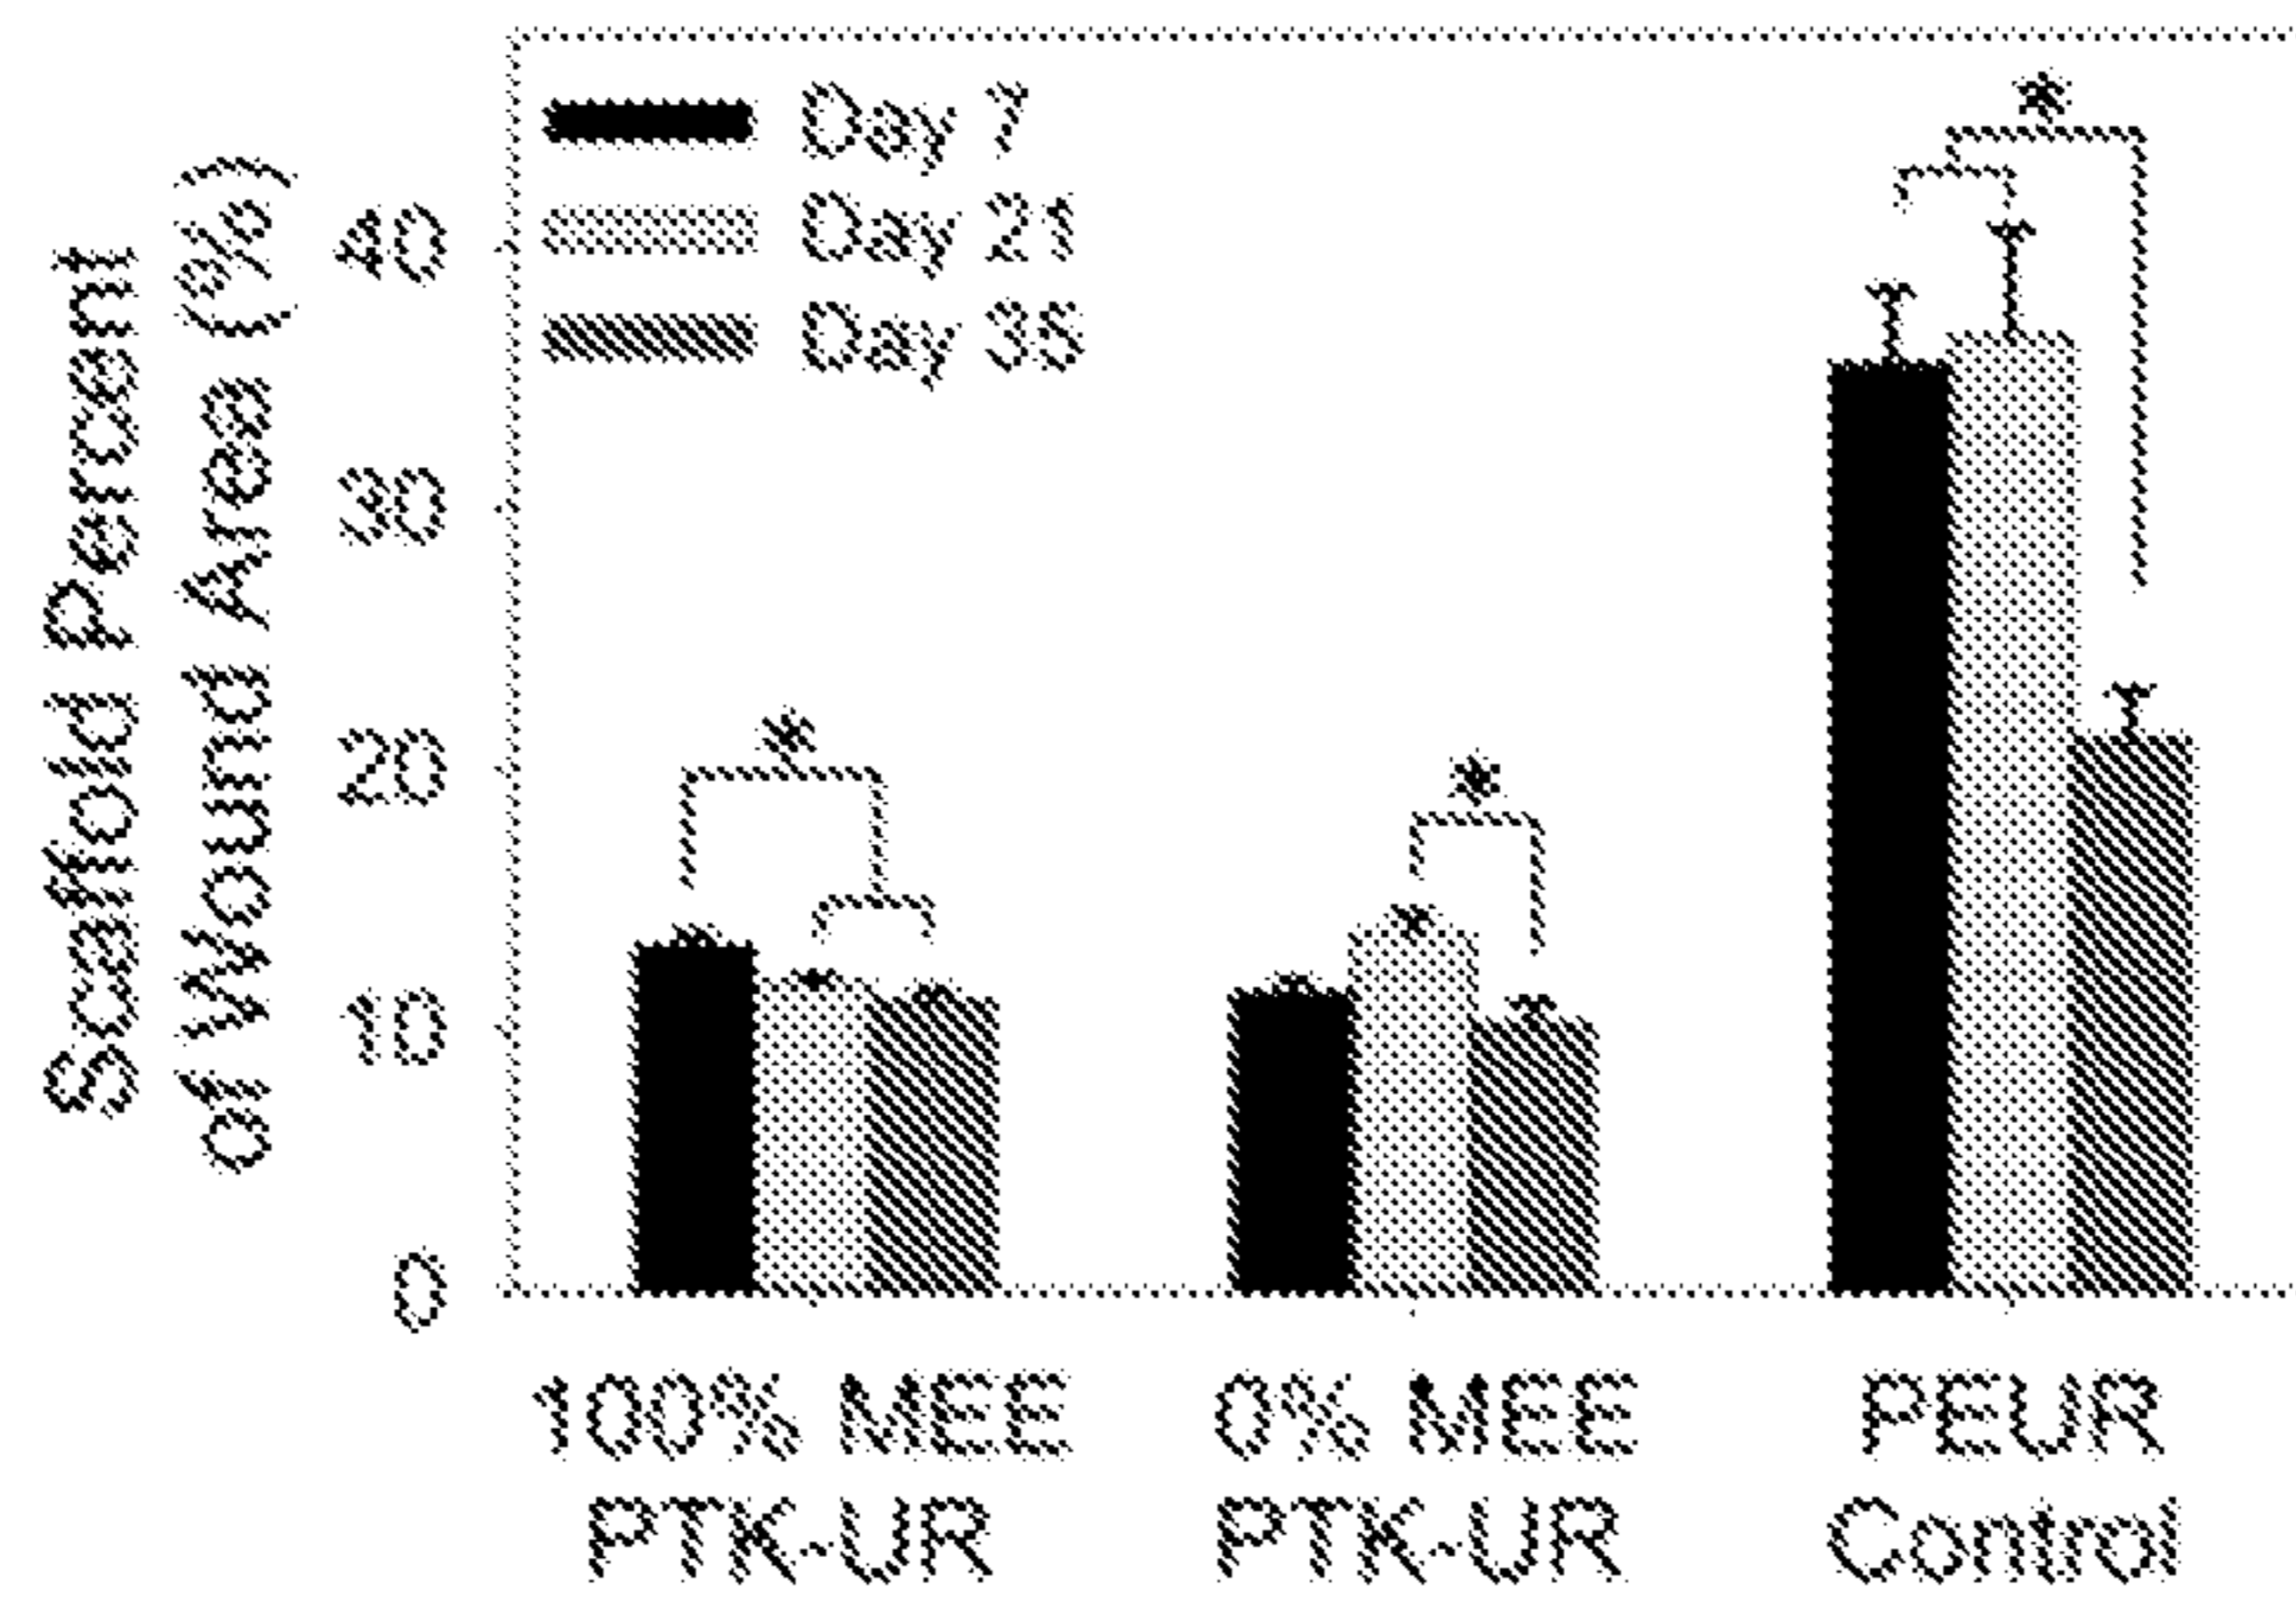 Scaffold Percent
of Wound Area (%)
40
30
20
10
0
Day 7
Day 21
Day 35
*
*
*
100% MEE
PTK-UR
0% MEE
PTK-UR
PEUR
Control